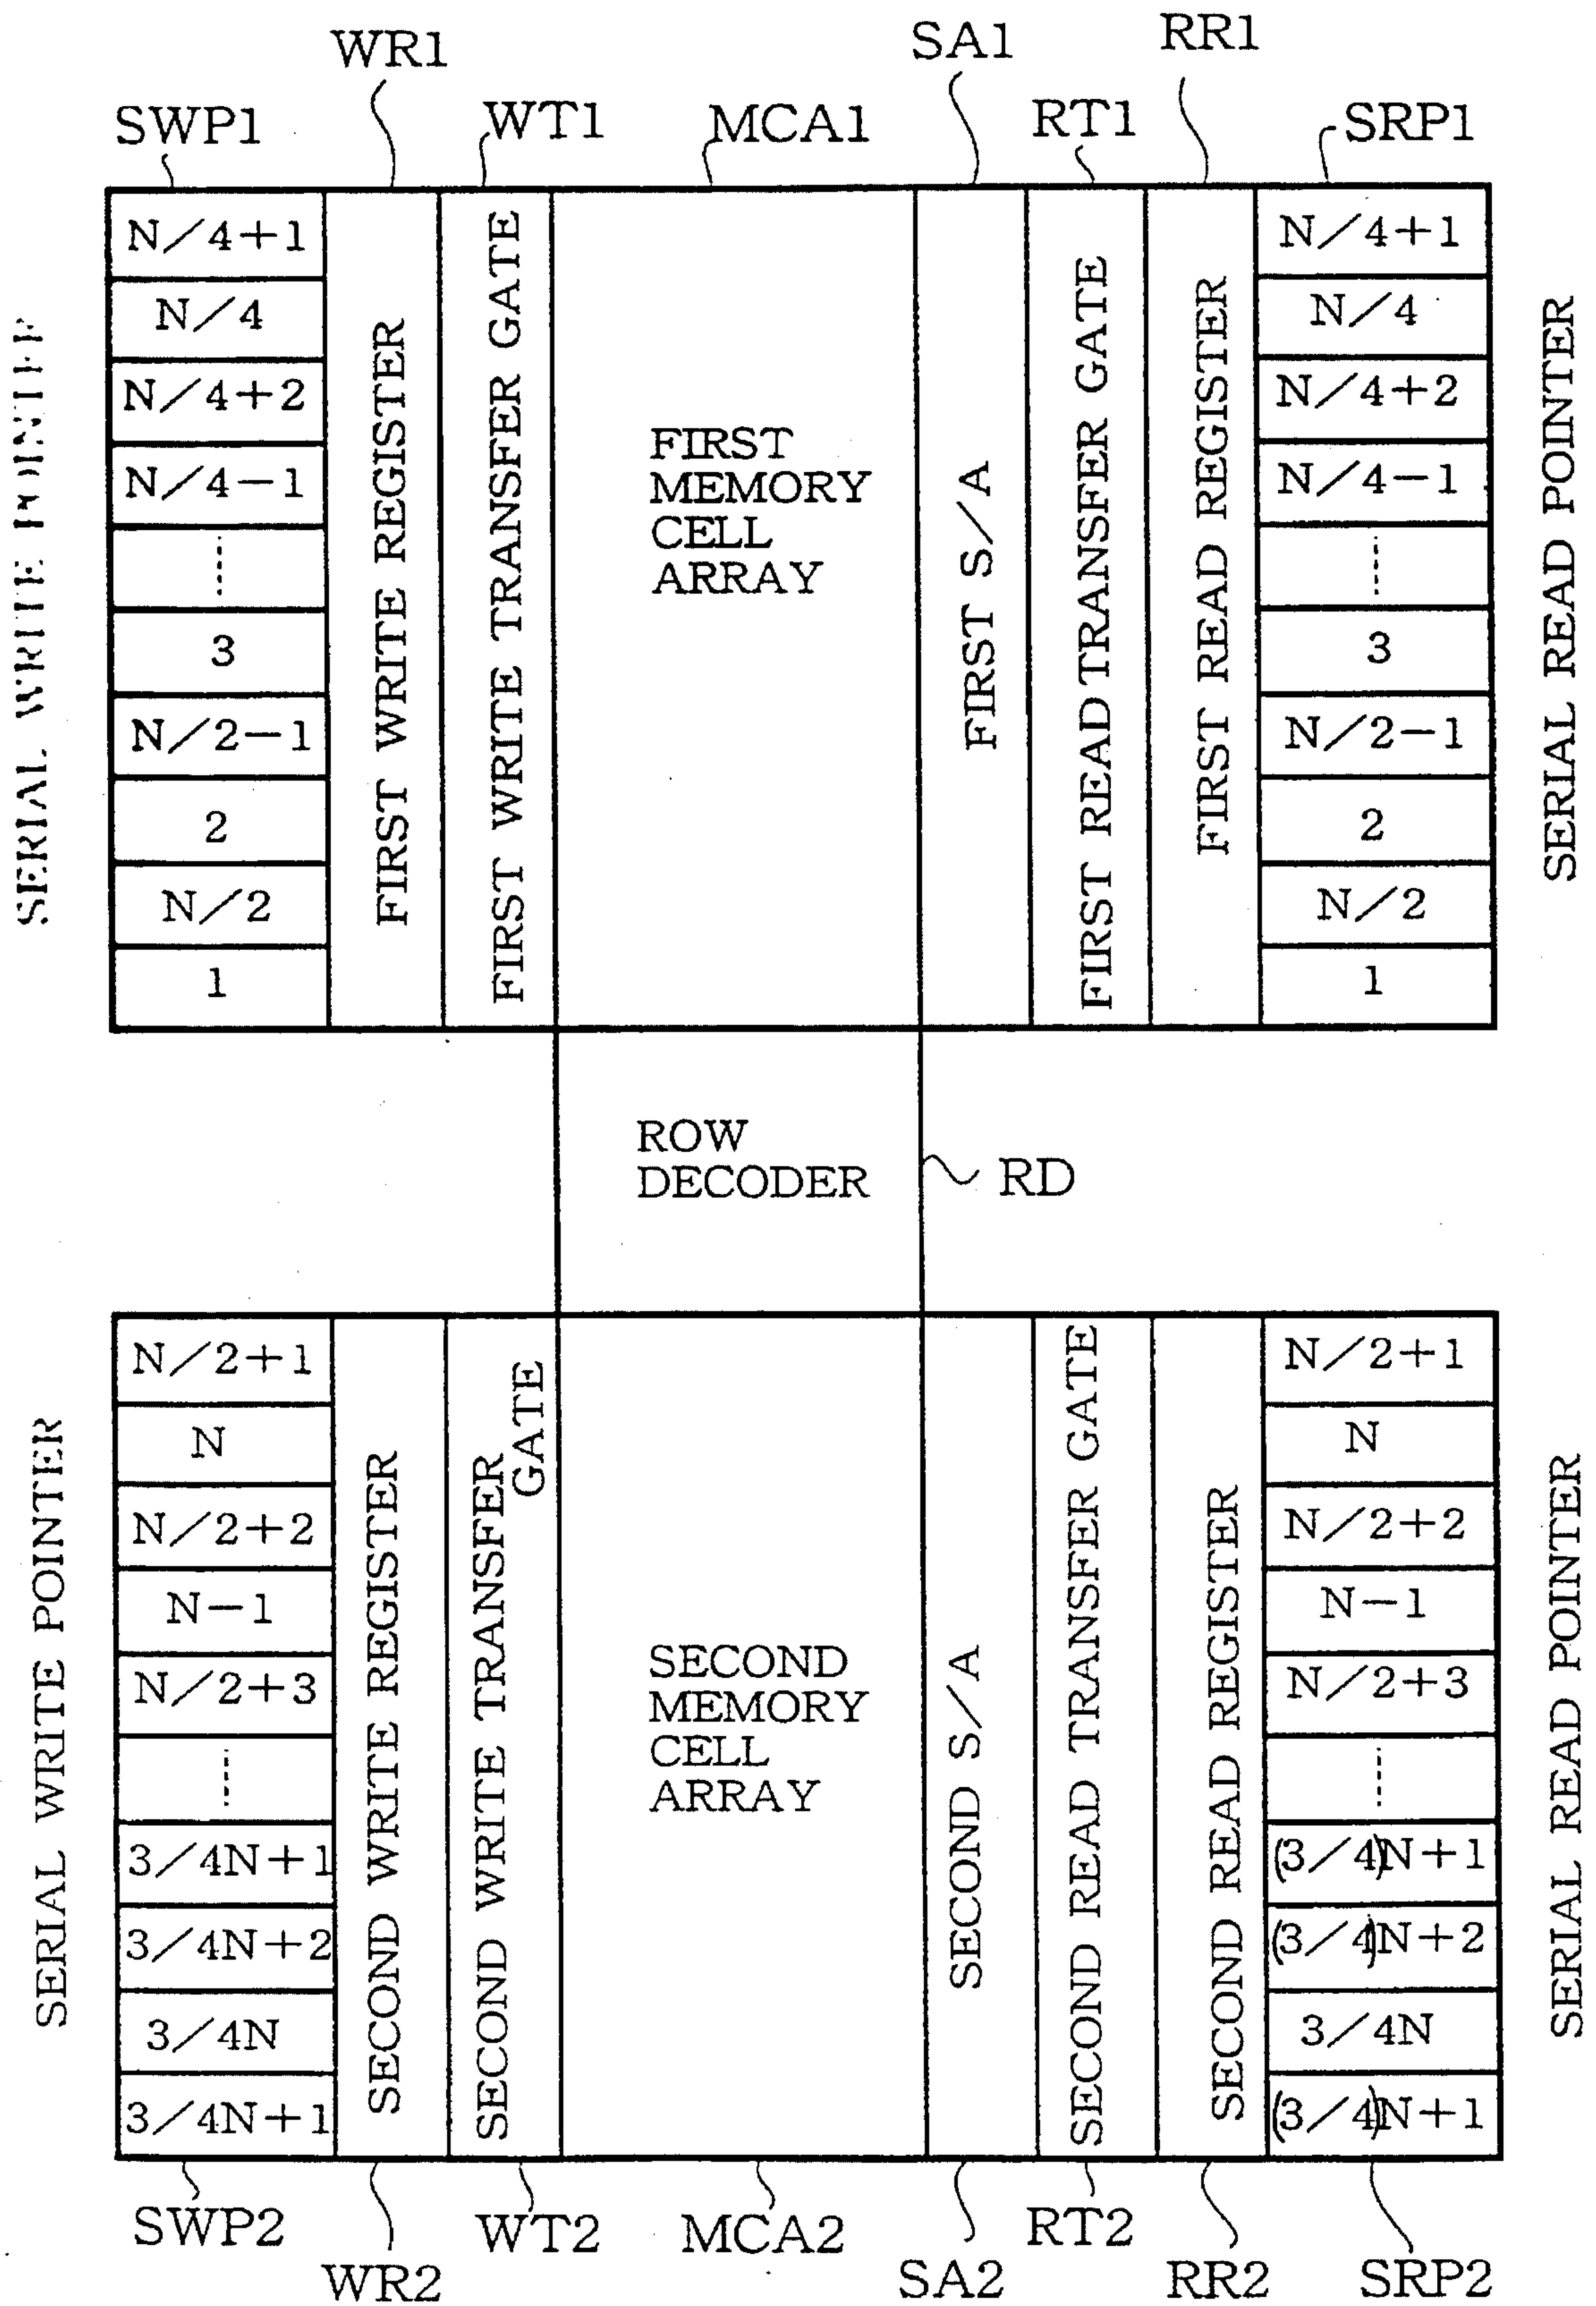 WR1
SA1
RR1
SWP1
WT1
MCA1
RT1
SRP1
SERIAL WRITE POINTER
N/4+1
N/4
N/4+2
N/4-1
3
N/2-1
2
N/2
1
FIRST WRITE REGISTER
FIRST WRITE TRANSFER GATE
FIRST
MEMORY
CELL
ARRAY
FIRST S/A
FIRST READ TRANSFER GATE
FIRST READ REGISTER
N/4+1
N/4
N/4+2
N/4-1
3
N/2-1
2
N/2
1
SERIAL READ POINTER
ROW
DECODER
RD
SERIAL WRITE POINTER
N/2+1
N
N/2+2
N-1
N/2+3
3/4N+1
3/4N+2
3/4N
3/4N+1
SECOND WRITE REGISTER
SECOND WRITE TRANSFER
GATE
SECOND
MEMORY
CELL
ARRAY
SECOND S/A
SECOND READ TRANSFER GATE
SECOND READ REGISTER
N/2+1
N
N/2+2
N-1
N/2+3
(3/4)N+1
(3/4)N+2
3/4N
(3/4)N+1
SERIAL READ POINTER
SWP2
WR2
WT2
MCA2
SA2
RT2
RR2
SRP2